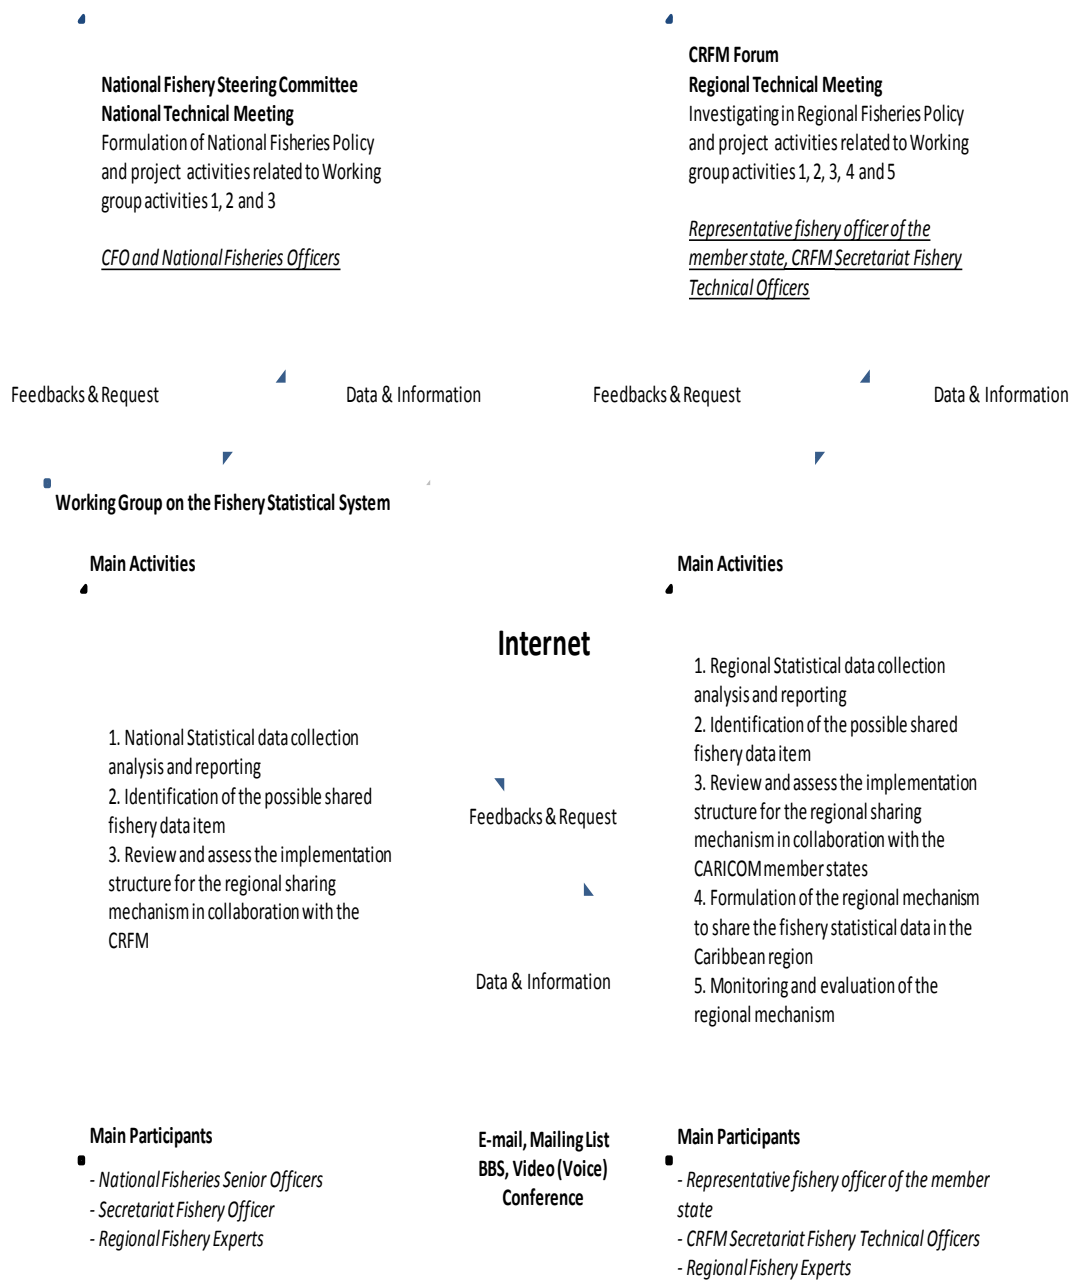 National Fishery Steering Committee
National Technical Meeting
Formulation of National Fisheries Policy
and project activities related to Working
group activities 1, 2 and 3
CFO and National Fisheries Officers
CRFM Forum
Regional Technical Meeting
Investigating in Regional Fisheries Policy
and project activities related to Working
group activities 1, 2, 3, 4 and 5
Representative fishery officer of the
member state, CRFM Secretariat Fishery
Technical Officers
Feedbacks & Request
Data & Information
Feedbacks & Request
Data & Information
Working Group on the Fishery Statistical System
Main Activities
1. National Statistical data collection
analysis and reporting
2. Identification of the possible shared
fishery data item
3. Review and assess the implementation
structure for the regional sharing
mechanism in collaboration with the
CRFM
Main Participants
- National Fisheries Senior Officers
- Secretariat Fishery Officer
- Regional Fishery Experts
Internet
Feedbacks & Request
Data & Information
E-mail, Mailing List
BBS, Video (Voice)
Conference
Main Activities
1. Regional Statistical data collection
analysis and reporting
2. Identification of the possible shared
fishery data item
3. Review and assess the implementation
structure for the regional sharing
mechanism in collaboration with the
CARICOM member states
4. Formulation of the regional mechanism
to share the fishery statistical data in the
Caribbean region
5. Monitoring and evaluation of the
regional mechanism
Main Participants
- Representative fishery officer of the member
state
- CRFM Secretariat Fishery Technical Officers
- Regional Fishery Experts